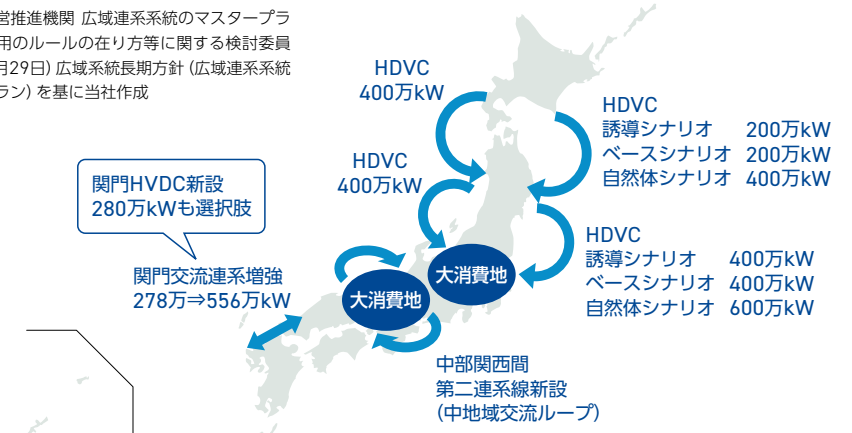 営推進機関 広域連系系統のマスタープラ
用のルールの在り方等に関する検討委員
月29日) 広域系統長期方針 (広域連系系統
ラン) を基に当社作成
HDVC
400万kW
HDVC
誘導シナリオ 200万kW
ベースシナリオ 200万kW
自然体シナリオ 400万kW
HDVC
400万kW
関門HVDC新設
280万kWも選択肢
HDVC
誘導シナリオ 400万kW
ベースシナリオ 400万kW
自然体シナリオ 600万kW
大消費地
関門交流連系増強
278万⇒556万kW
大消費地
中部関西間
第二連系線新設
(中地域交流ループ)